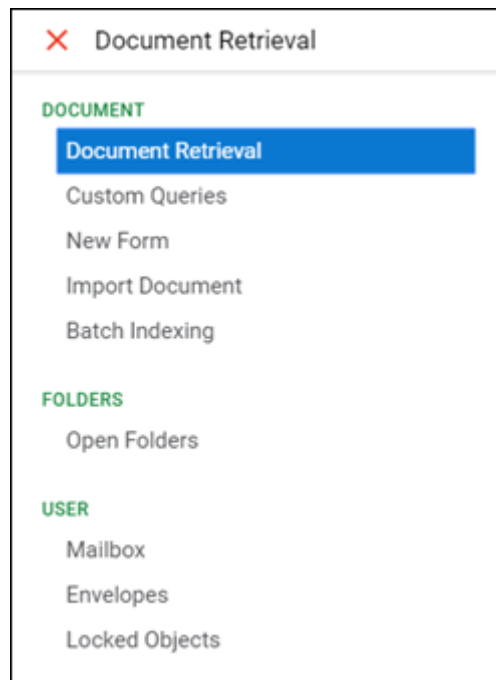 Document Retrieval
DOCUMENT
Document Retrieval
Custom Queries
New Form
Import Document
Batch Indexing
FOLDERS
Open Folders
USER
Mailbox
Envelopes
Locked Objects